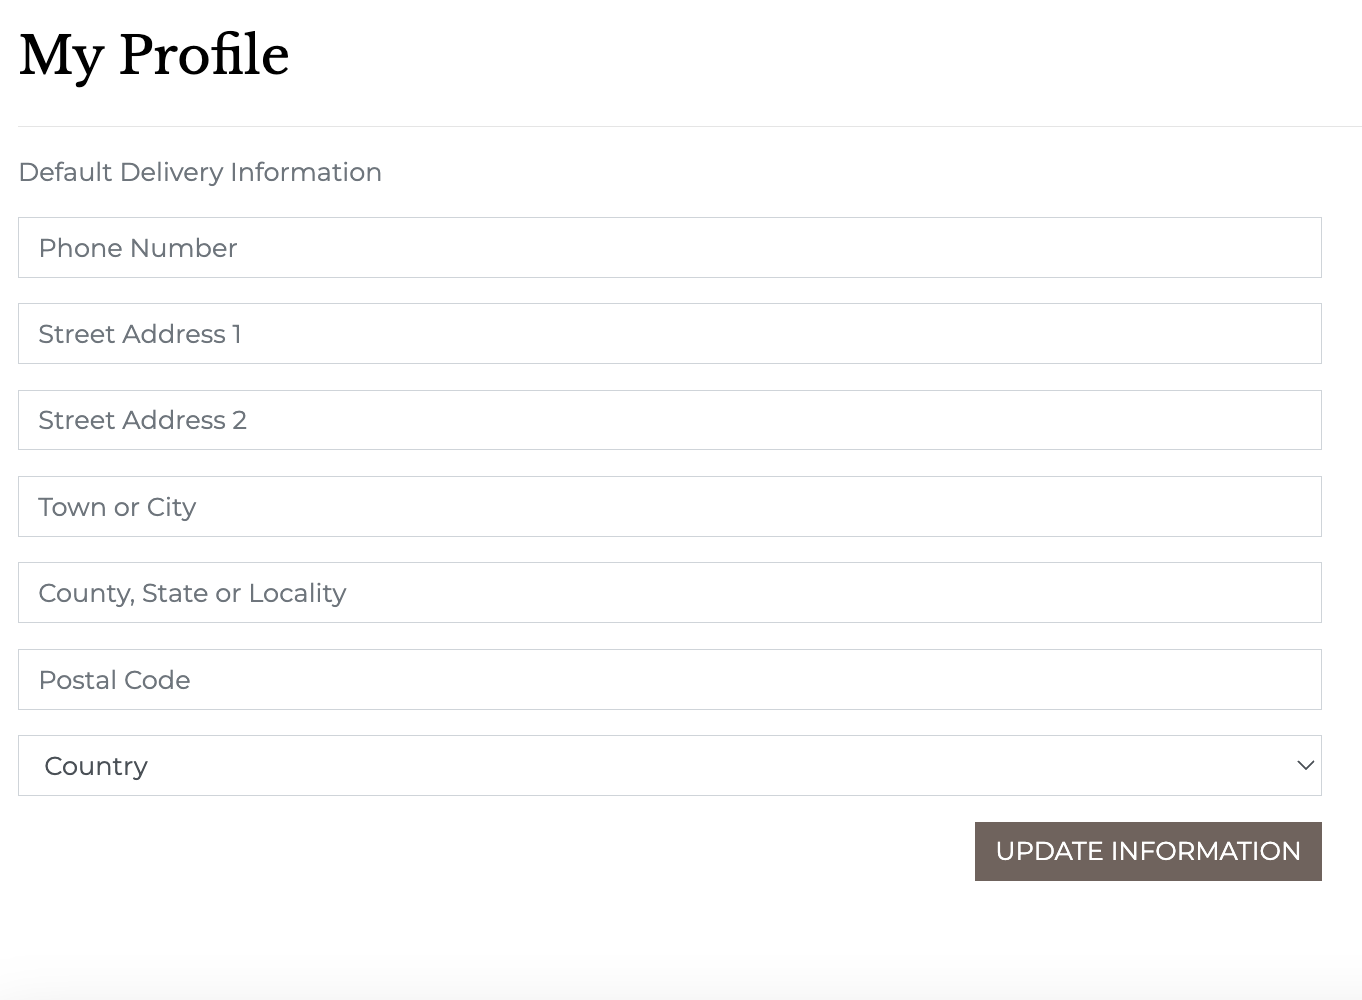 My Profile
Default Delivery Information
Phone Number
Street Address 1
Street Address 2
Town or City
County, State or Locality
Postal Code
Country
UPDATE INFORMATION